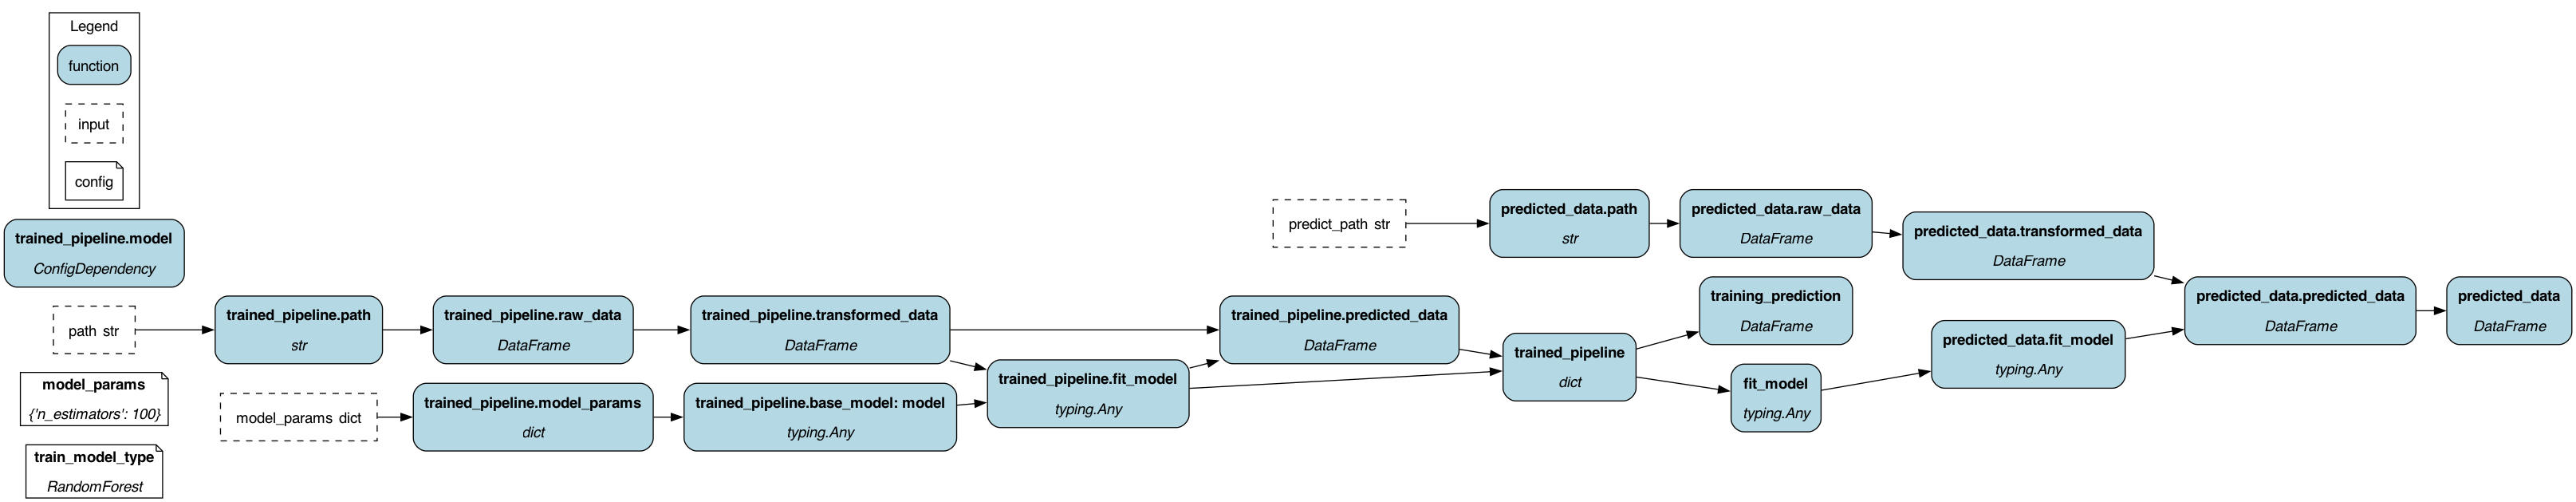 Legend
function
input
config
trained_pipeline.model
ConfigDependency
path str
model_params
{'n_estimators': 100}
train_model_type
RandomForest
trained_pipeline.path
str
model_params dict
trained_pipeline.raw_data
DataFrame
trained_pipeline.model_params
dict
trained_pipeline.transformed_data
DataFrame
trained_pipeline.base_model: model
typing.Any
trained_pipeline.fit_model
typing.Any
trained_pipeline.predicted_data
DataFrame
predict_path str
predicted_data.path
str
trained_pipeline
dict
predicted_data.raw_data
DataFrame
training_prediction
DataFrame
fit_model
typing.Any
predicted_data.transformed_data
DataFrame
predicted_data.fit_model
typing.Any
predicted_data.predicted_data
DataFrame
predicted_data
DataFrame